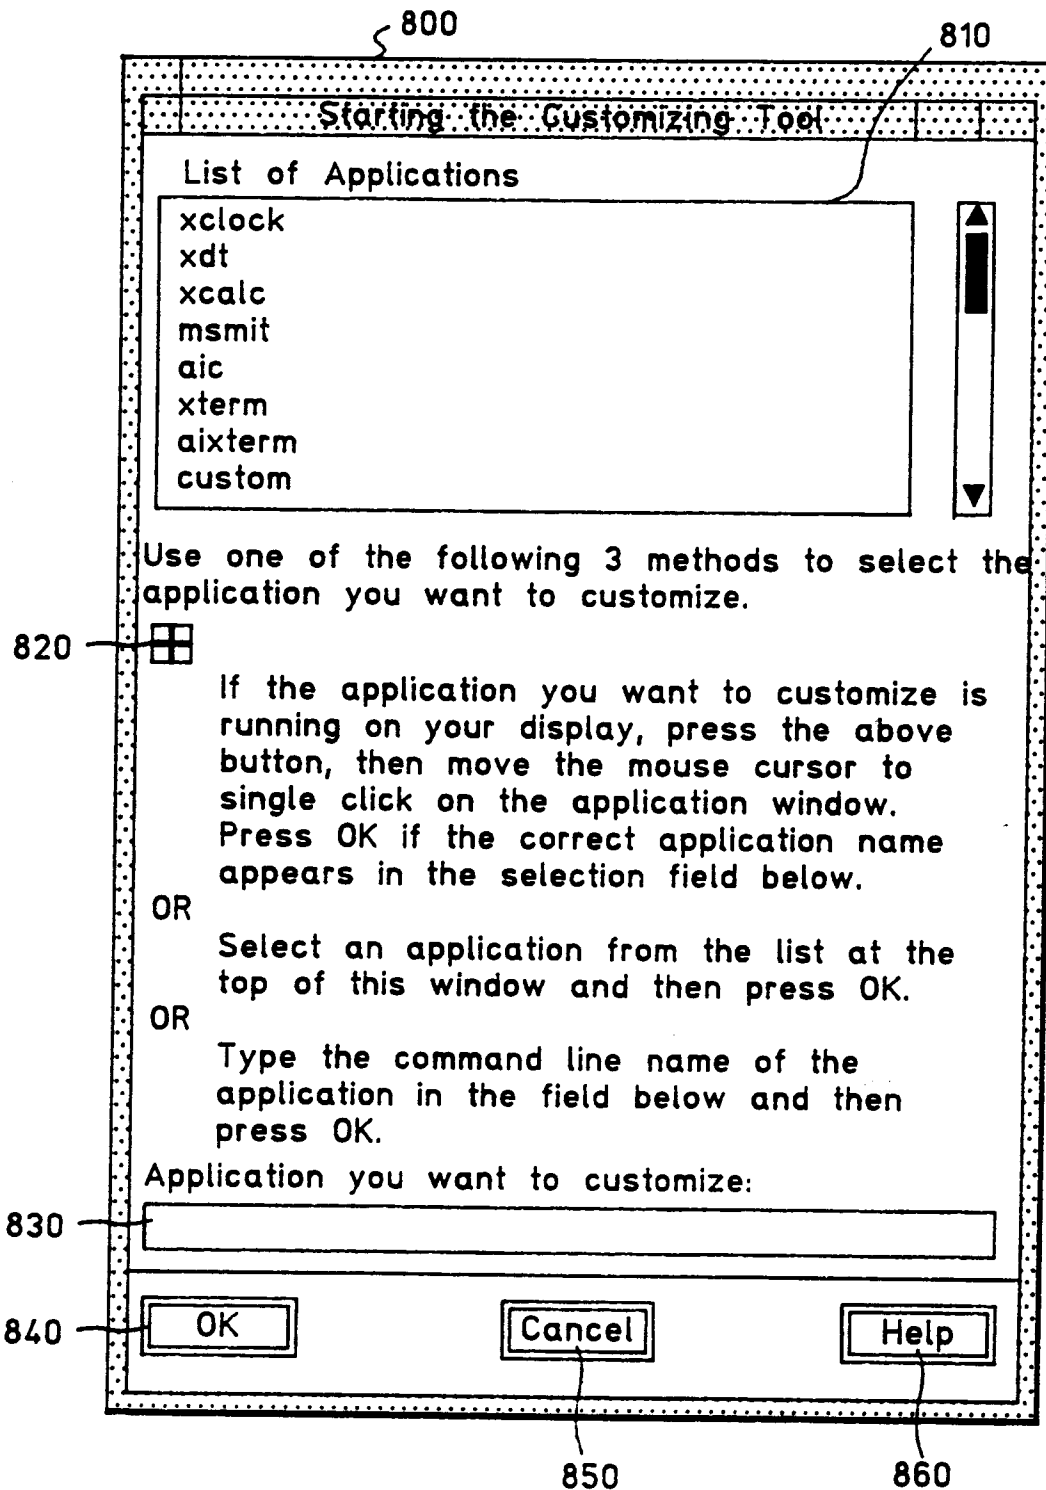 800
810
Starting the Customizing Tool
List of Applications
xclock
xdt
xcalc
msmit
aic
xterm
aixterm
custom
Use one of the following 3 methods to select the
application you want to customize.
820
If the application you want to customize is
running on your display, press the above
button, then move the mouse cursor to
single click on the application window.
Press OK if the correct application name
appears in the selection field below.
OR
Select an application from the list at the
top of this window and then press OK.
OR
Type the command line name of the
application in the field below and then
press OK.
Application you want to customize:
830
840
OK
Cancel
Help
850
860